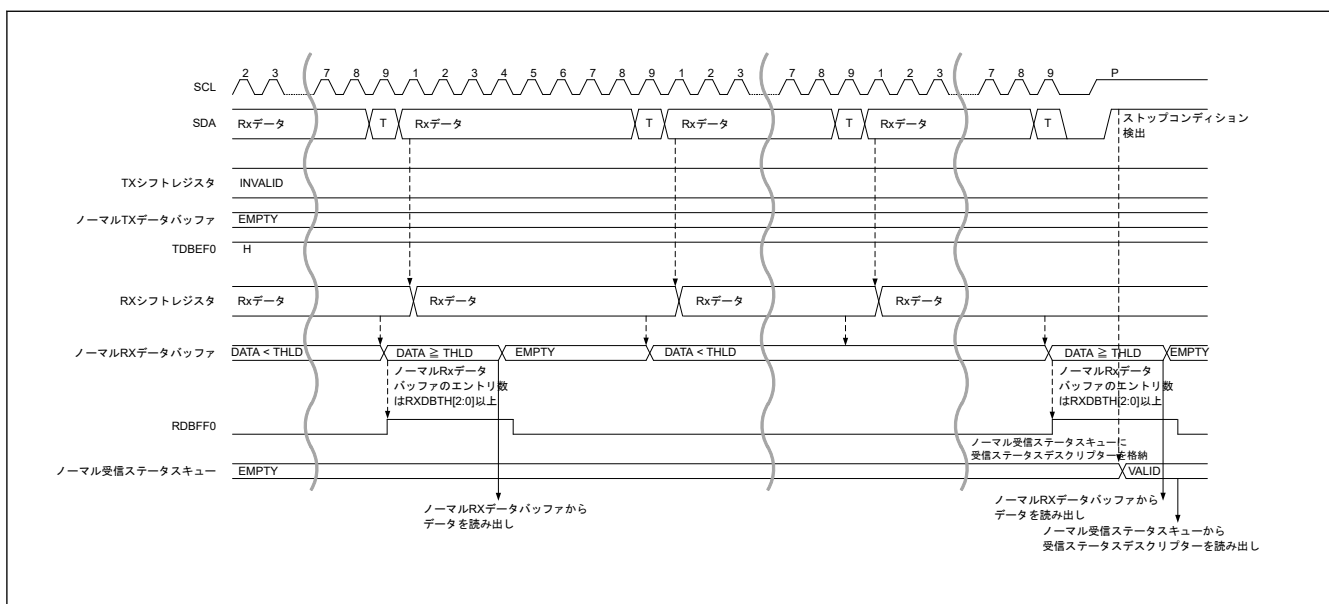 2 3 7 8 9 1 2 3 4 5 6 7 8 9 1 2 3 7 8 9 1 2 3 7 8 9 P
SCL
SDA Rxデータ T Rxデータ T Rxデータ T Rxデータ T
ストップコンディション
検出
TXシフトレジスタ INVALID
ノーマルTXデータバッファ EMPTY
TDBEF0 H
RXシフトレジスタ Rxデータ Rxデータ Rxデータ Rxデータ
ノーマルRXデータバッファ DATA < THLD DATA ≧ THLD EMPTY DATA < THLD DATA ≧ THLD EMPTY
ノーマルRxデータ
バッファのエントリ数
はRXDBTH[2:0]以上
ノーマルRxデータ
バッファのエントリ数
はRXDBTH[2:0]以上
RDBFF0
ノーマル受信ステータスキューに
受信ステータスデスクリプターを格納
ノーマル受信ステータスキュー EMPTY VALID
ノーマルRXデータバッファから
データを読み出し
ノーマルRXデータバッファから
データを読み出し
ノーマル受信ステータスキューから
受信ステータスデスクリプターを読み出し